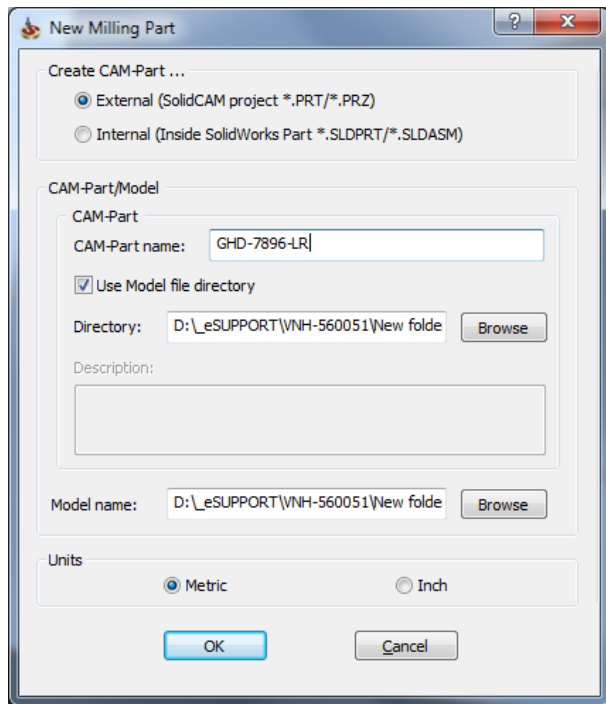 New Milling Part
Create CAM-Part ...
External (SolidCAM project *.PRT/*.PRZ)
Internal (Inside SolidWorks Part *.SLDPRT/*.SLDASM)
CAM-Part/Model
CAM-Part
CAM-Part name: GHD-7896-LR
Use Model file directory
Directory: D:\_eSUPPORT\VNH-560051\New folde Browse
Description:
Model name: D:\_eSUPPORT\VNH-560051\New folde Browse
Units
Metric Inch
OK Cancel